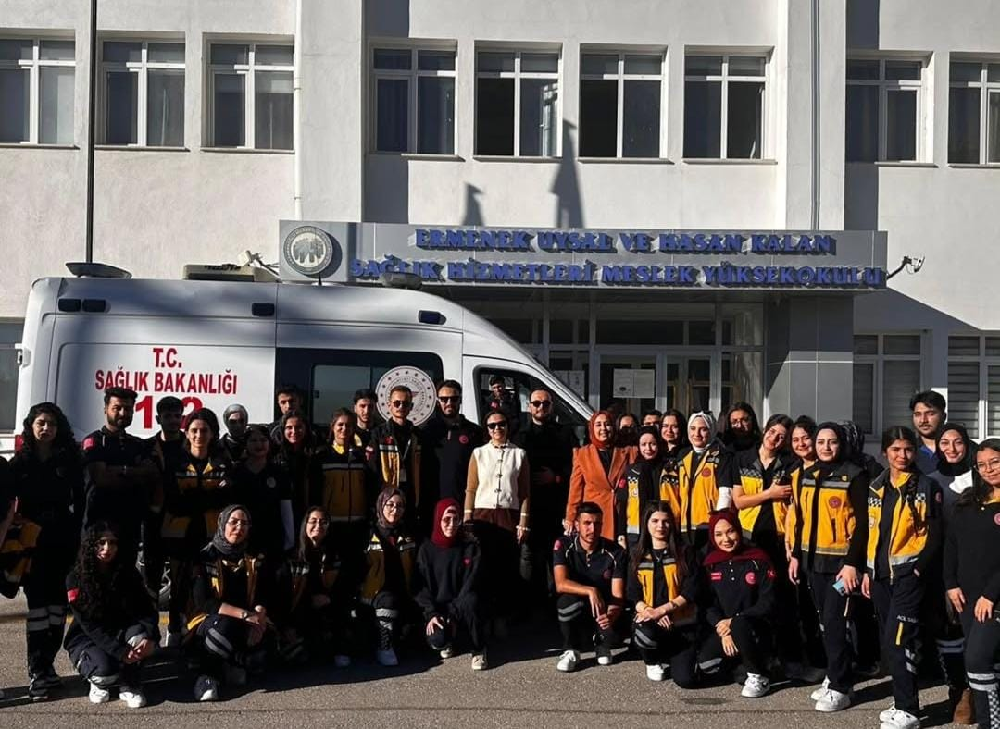 ERMENEK UYSAL VE HASAN KALAN
SAĞLIK HİZMETLERİ MESLEK YÜKSEKOKULU
T.C.
SAĞLIK BAKANLIĞI
112